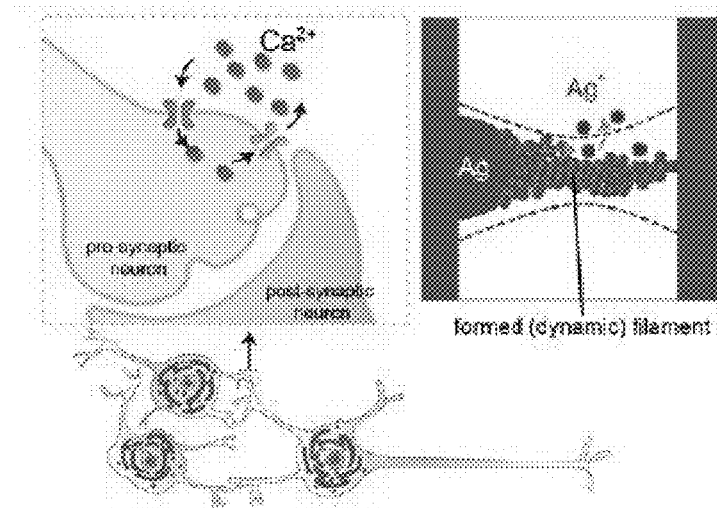 Ca²⁺
pre-synaptic
neuron
post-synaptic
neuron
Ag⁺
Ag
formed (dynamic) filament